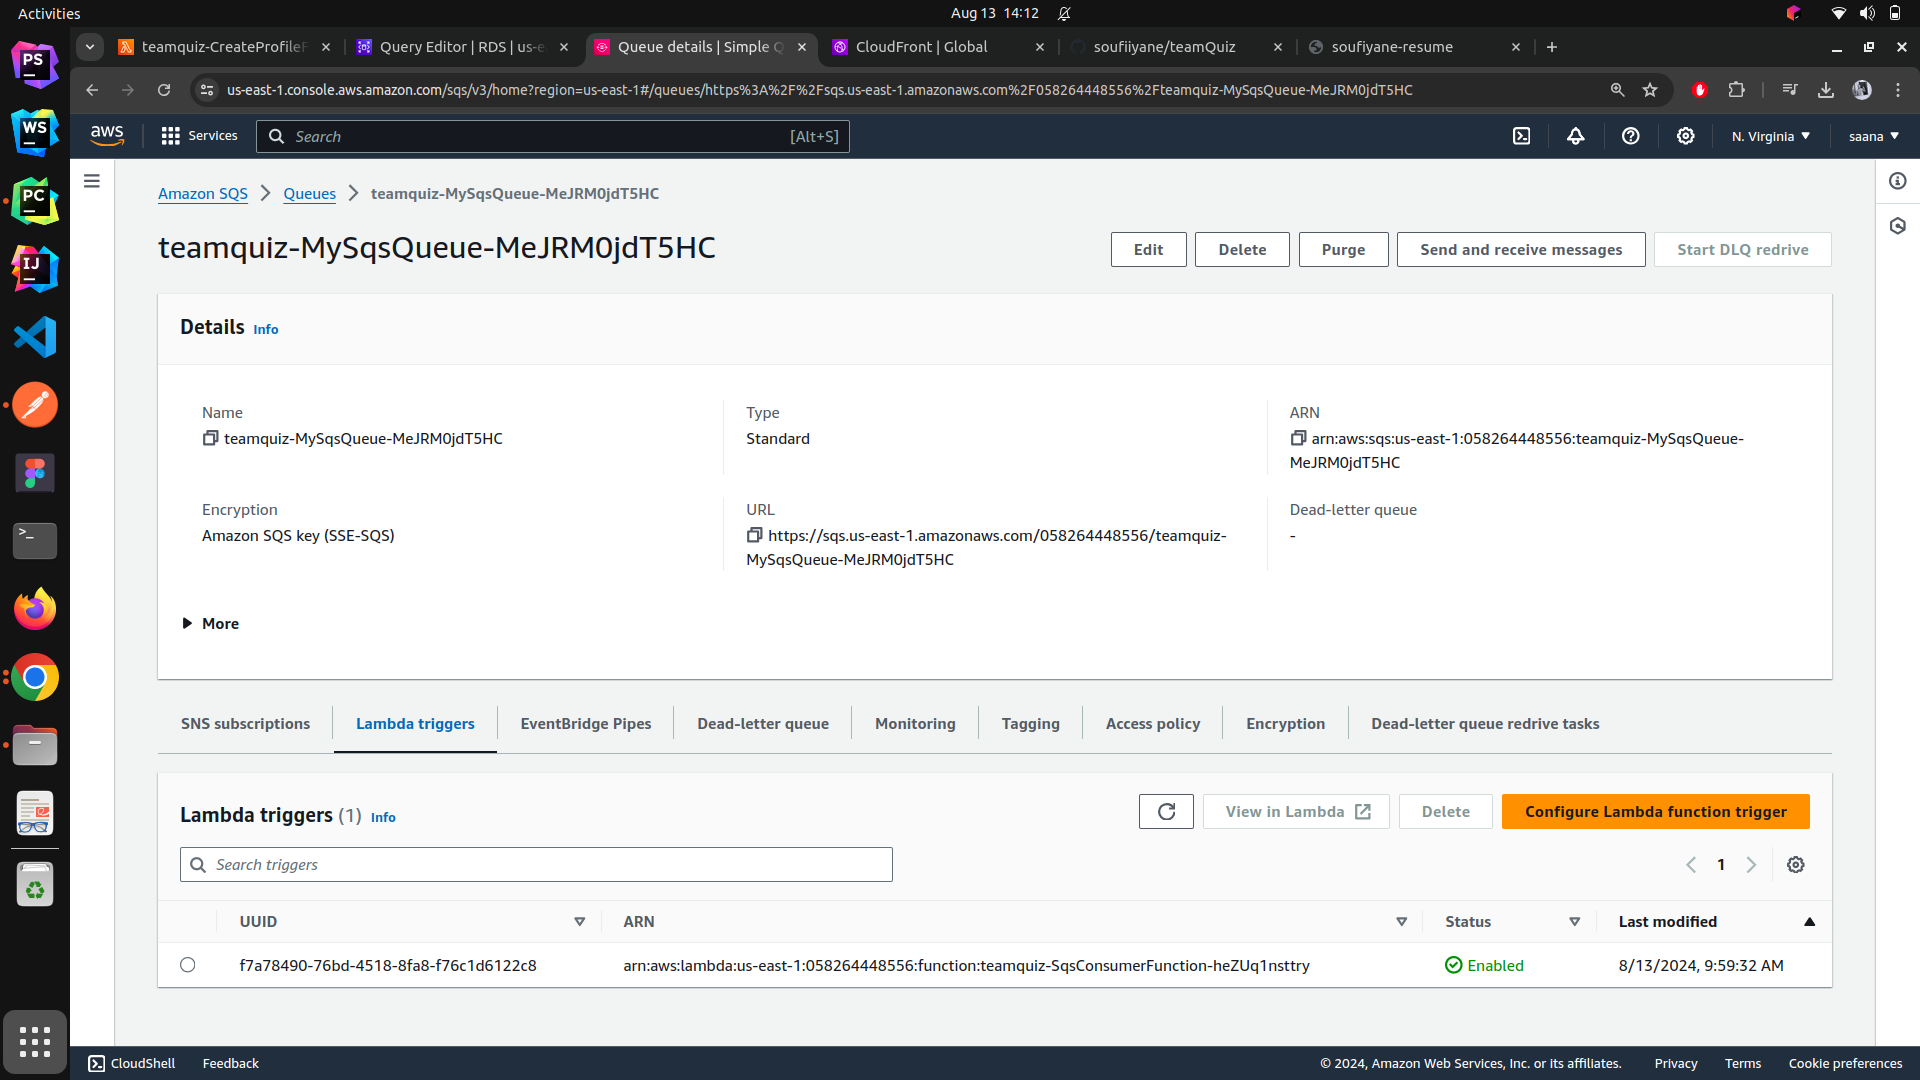 Activities
Aug 13 14:12
teamquiz-CreateProfileF
Query Editor | RDS | us-e
Queue details | Simple Q
CloudFront | Global
soufiiyane/teamQuiz
soufiyane-resume
us-east-1.console.aws.amazon.com/sqs/v3/home?region=us-east-1#/queues/https%3A%2F%2Fsqs.us-east-1.amazonaws.com%2F058264448556%2Fteamquiz-MySqsQueue-MeJRM0jdT5HC
aws
Services
Search
[Alt+S]
N. Virginia
saana
Amazon SQS
Queues
teamquiz-MySqsQueue-MeJRM0jdT5HC
teamquiz-MySqsQueue-MeJRM0jdT5HC
Edit
Delete
Purge
Send and receive messages
Start DLQ redrive
Details Info
Name
teamquiz-MySqsQueue-MeJRM0jdT5HC
Type
Standard
ARN
arn:aws:sqs:us-east-1:058264448556:teamquiz-MySqsQueue-
MeJRM0jdT5HC
Encryption
Amazon SQS key (SSE-SQS)
URL
https://sqs.us-east-1.amazonaws.com/058264448556/teamquiz-
MySqsQueue-MeJRM0jdT5HC
Dead-letter queue
-
More
SNS subscriptions
Lambda triggers
EventBridge Pipes
Dead-letter queue
Monitoring
Tagging
Access policy
Encryption
Dead-letter queue redrive tasks
Lambda triggers (1) Info
View in Lambda
Delete
Configure Lambda function trigger
Search triggers
1
UUID
ARN
Status
Last modified
f7a78490-76bd-4518-8fa8-f76c1d6122c8
arn:aws:lambda:us-east-1:058264448556:function:teamquiz-SqsConsumerFunction-heZUq1nsttry
Enabled
8/13/2024, 9:59:32 AM
CloudShell
Feedback
© 2024, Amazon Web Services, Inc. or its affiliates.
Privacy
Terms
Cookie preferences
PS
WS
PC
IJ